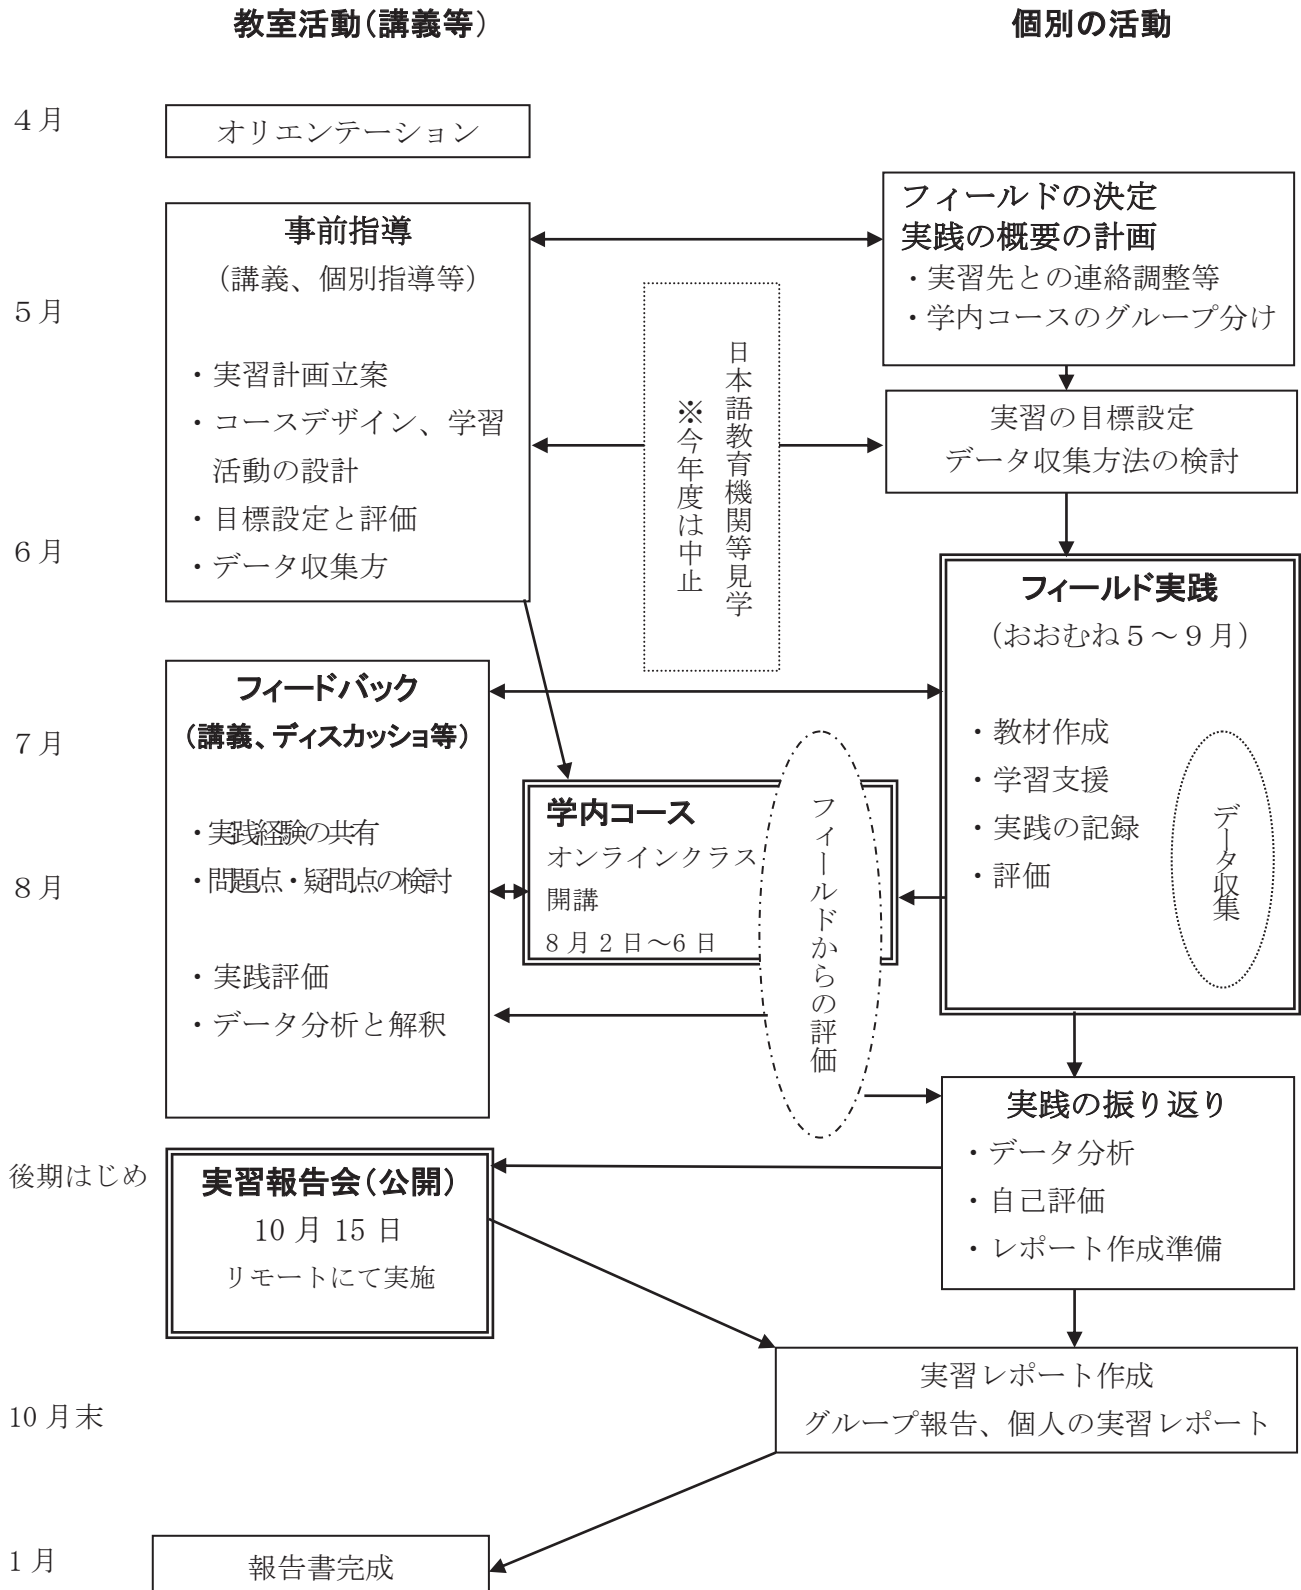 教室活動(講義等)
個別の活動
4月
オリエンテーション
フィールドの決定
実践の概要の計画
・実習先との連絡調整等
・学内コースのグループ分け
事前指導
(講義、個別指導等)
5月
・実習計画立案
・コースデザイン、学習
活動の設計
・目標設定と評価
・データ収集方
日本語教育機関等見学
※今年度は中止
実習の目標設定
データ収集方法の検討
6月
フィールド実践
(おおむね5~9月)
・教材作成
・学習支援
・実践の記録
・評価
データ収集
フィードバック
(講義、ディスカッショ等)
7月
・実践経験の共有
・問題点・疑問点の検討
8月
・実践評価
・データ分析と解釈
学内コース
オンラインクラス
開講
8月2日~6日
フィールドからの評価
実践の振り返り
・データ分析
・自己評価
・レポート作成準備
後期はじめ
実習報告会(公開)
10月15日
リモートにて実施
実習レポート作成
グループ報告、個人の実習レポート
10月末
1月
報告書完成